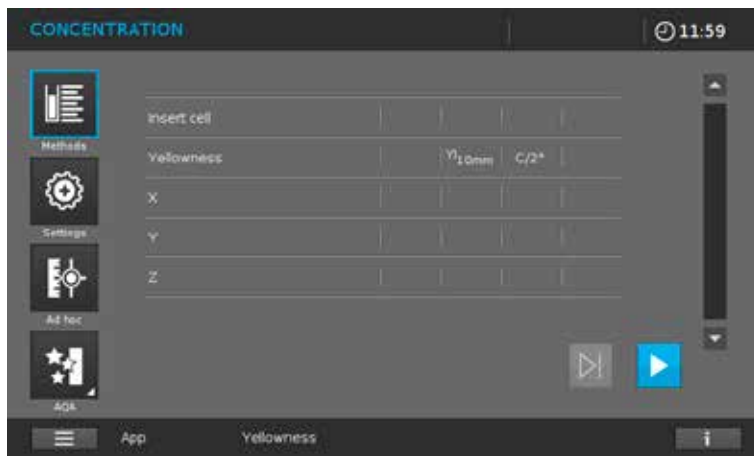 CONCENTRATION 11:59
Methods
Settings
Ad hoc
AQA
Insert cell
Yellowness YI10mm C/2°
X
Y
Z
App Yellowness i